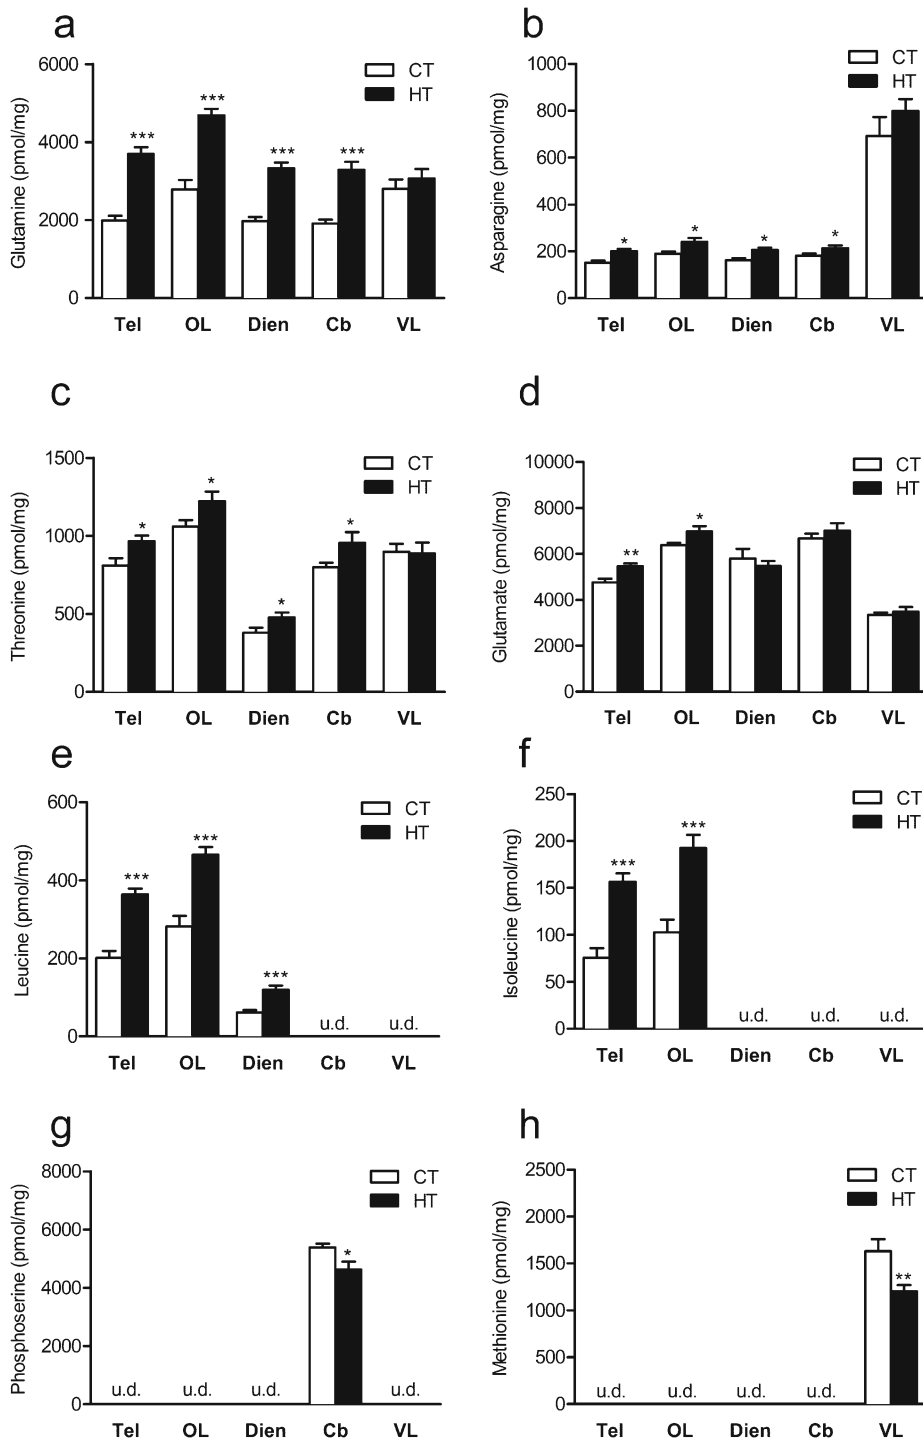 a
Glutamine (pmol/mg)
6000
4000
2000
0
CT
HT
***
***
***
***
Tel OL Dien Cb VL
b
Asparagine (pmol/mg)
1000
800
600
400
200
0
CT
HT
*
*
*
*
Tel OL Dien Cb VL
c
Threonine (pmol/mg)
1500
1000
500
0
CT
HT
*
*
*
*
Tel OL Dien Cb VL
d
Glutamate (pmol/mg)
10000
8000
6000
4000
2000
0
CT
HT
**
*
Tel OL Dien Cb VL
e
Leucine (pmol/mg)
600
400
200
0
CT
HT
***
***
***
u.d. u.d.
Tel OL Dien Cb VL
f
Isoleucine (pmol/mg)
250
200
150
100
50
0
CT
HT
***
***
u.d. u.d. u.d.
Tel OL Dien Cb VL
g
Phosphoserine (pmol/mg)
8000
6000
4000
2000
0
CT
HT
*
u.d. u.d. u.d. u.d.
Tel OL Dien Cb VL
h
Methionine (pmol/mg)
2500
2000
1500
1000
500
0
CT
HT
**
u.d. u.d. u.d. u.d.
Tel OL Dien Cb VL